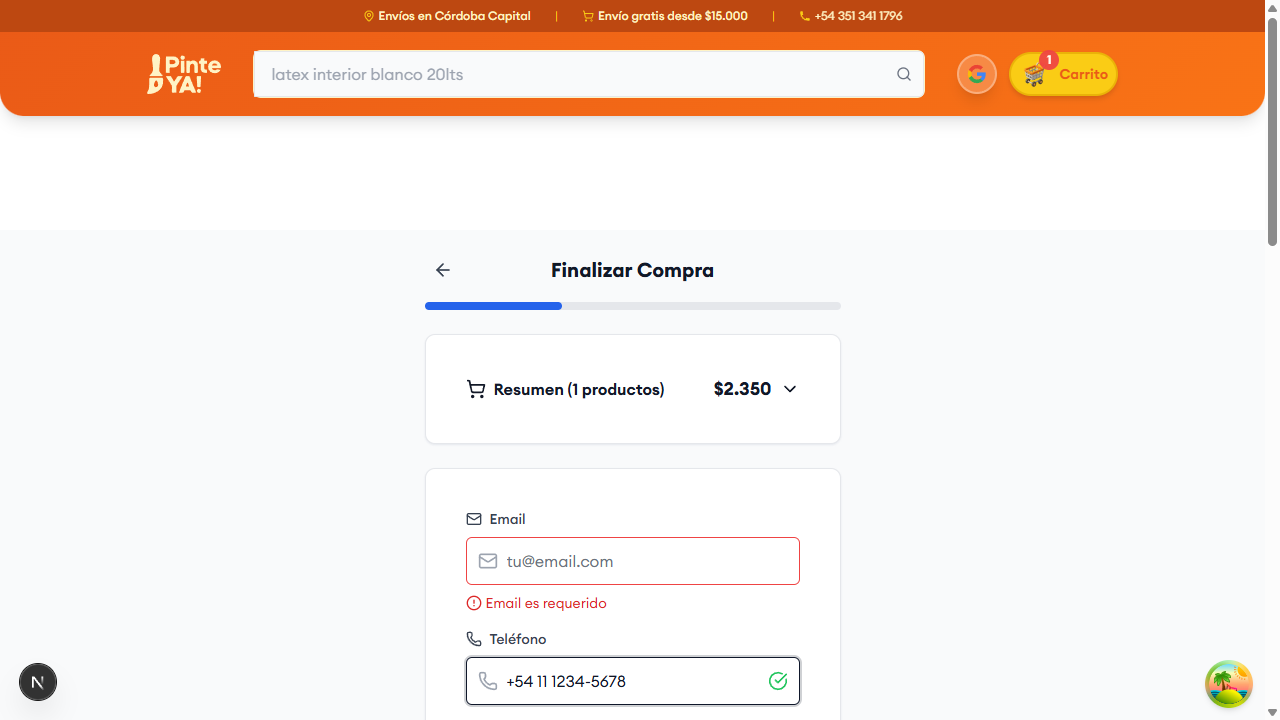 Envíos en Córdoba Capital | Envío gratis desde $15.000 | +54 351 341 1796
Pinte
YA!
latex interior blanco 20lts
1
Carrito
Finalizar Compra
Resumen (1 productos) $2.350
Email
tu@email.com
Email es requerido
Teléfono
+54 11 1234-5678
N